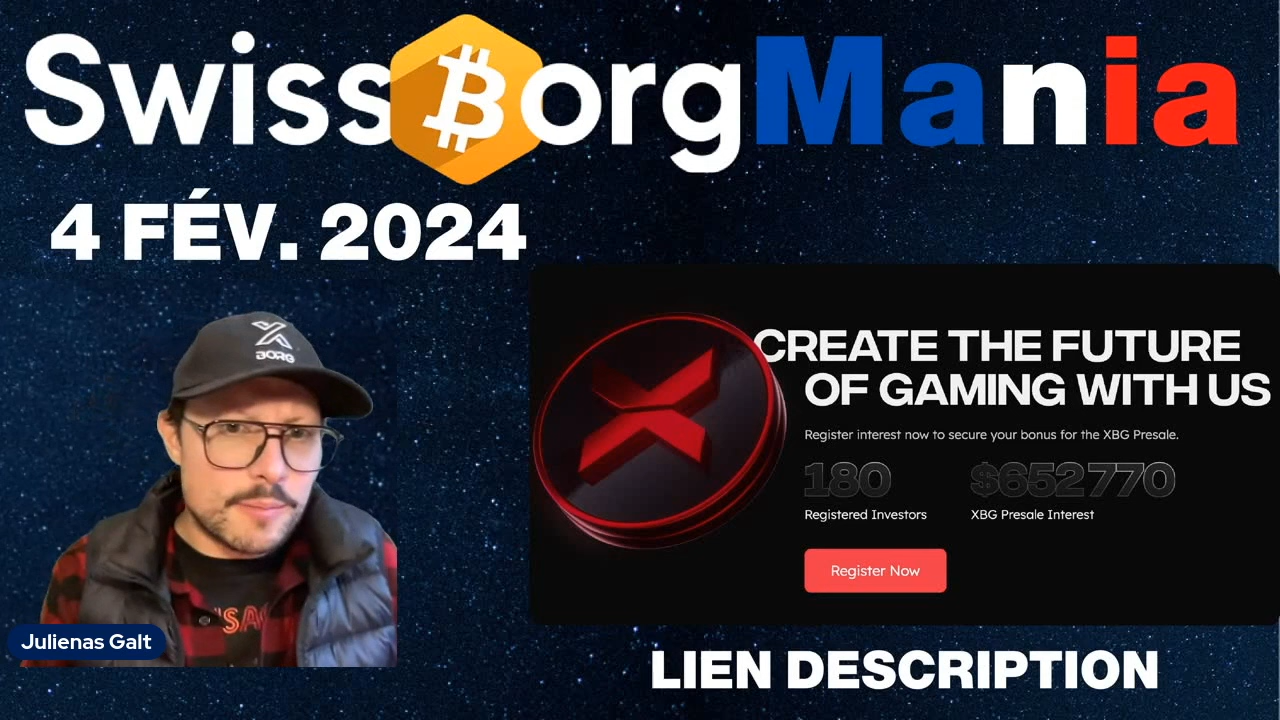 SwissBorgMania
4 FÉV. 2024
X
BORG
CREATE THE FUTURE
OF GAMING WITH US
Register interest now to secure your bonus for the XBG Presale.
180 $652770
Registered Investors XBG Presale Interest
Register Now
Julienas Galt
LIEN DESCRIPTION